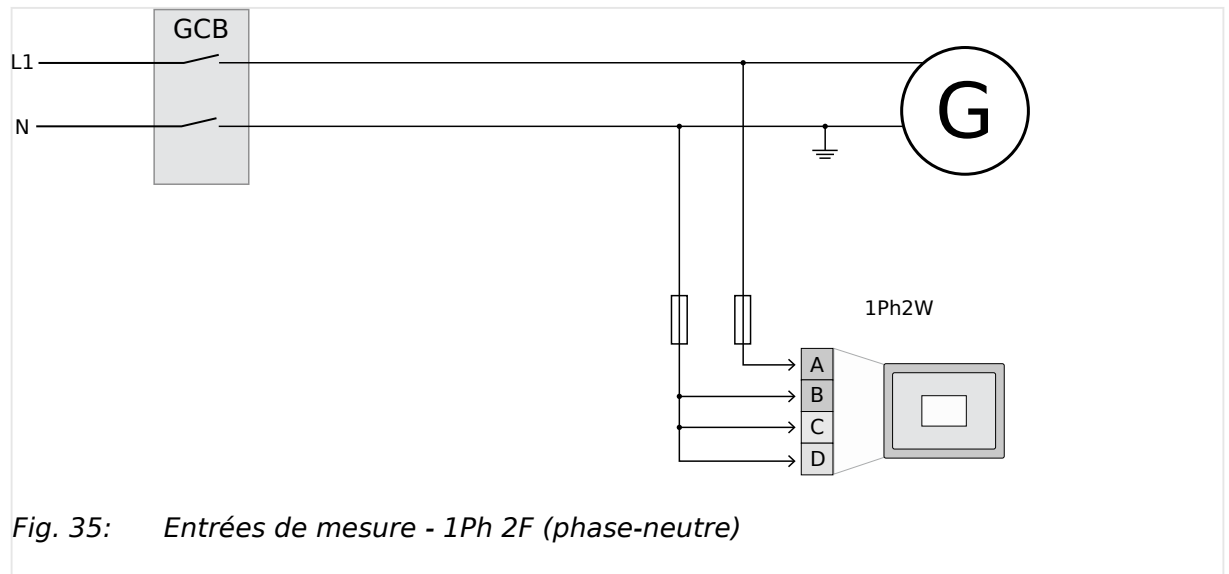 GCB
L1
N
G
1Ph2W
A
B
C
D
Fig. 35: Entrées de mesure - 1Ph 2F (phase-neutre)